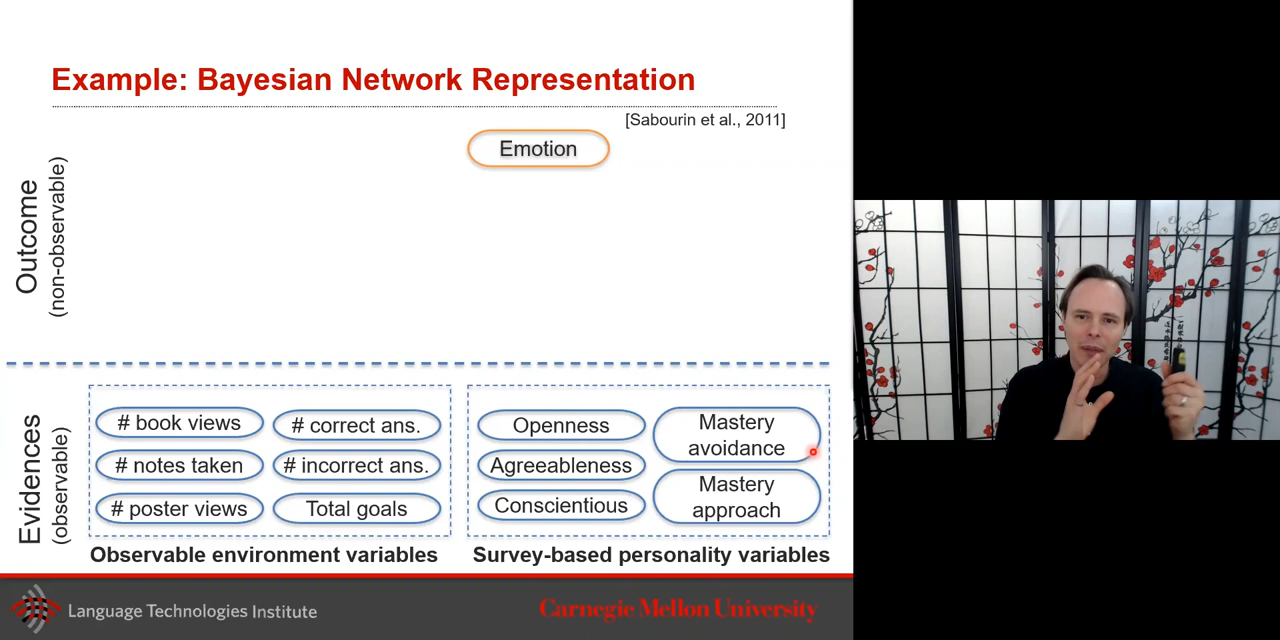 Example: Bayesian Network Representation
[Sabourin et al., 2011]
Emotion
Outcome
(non-observable)
Evidences
(observable)
# book views
# correct ans.
# notes taken
# incorrect ans.
# poster views
Total goals
Observable environment variables
Openness
Agreeableness
Conscientious
Mastery
avoidance
Mastery
approach
Survey-based personality variables
Language Technologies Institute
Carnegie Mellon University